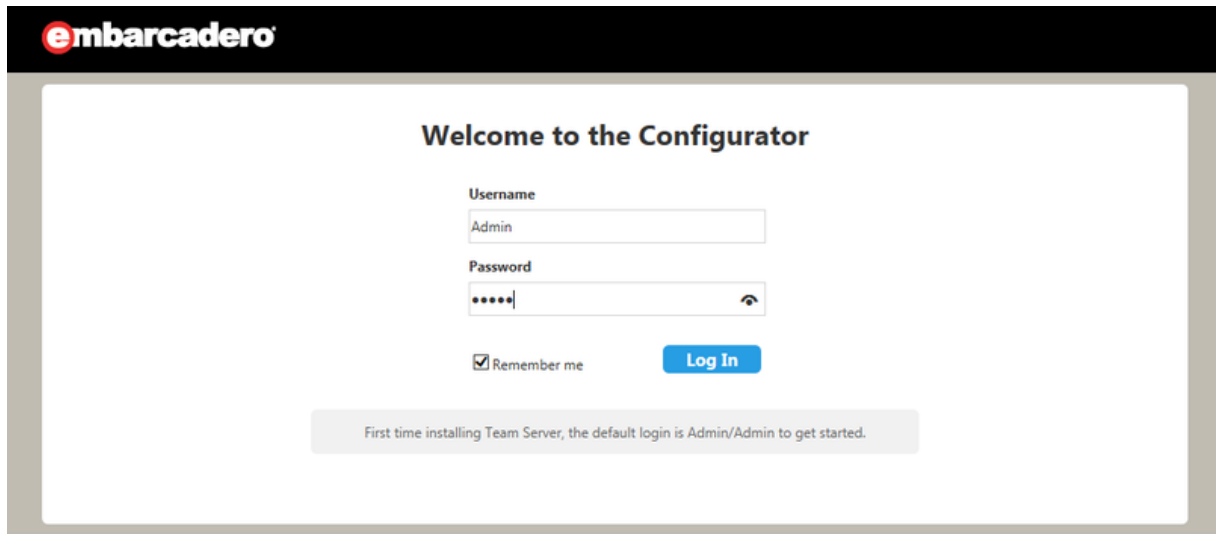 embarcadero
Welcome to the Configurator
Username
Admin
Password
•••••
Remember me
Log In
First time installing Team Server, the default login is Admin/Admin to get started.